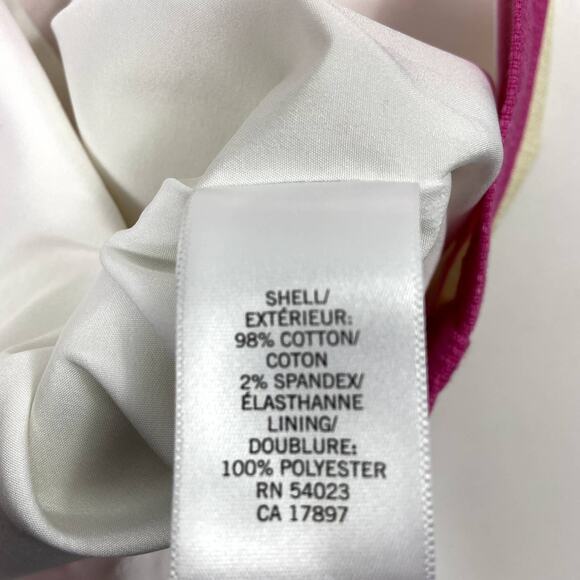 SHELL/
EXTÉRIEUR:
98% COTTON/
COTON
2% SPANDEX/
ÉLASTHANNE
LINING/
DOUBLURE:
100% POLYESTER
RN 54023
CA 17897